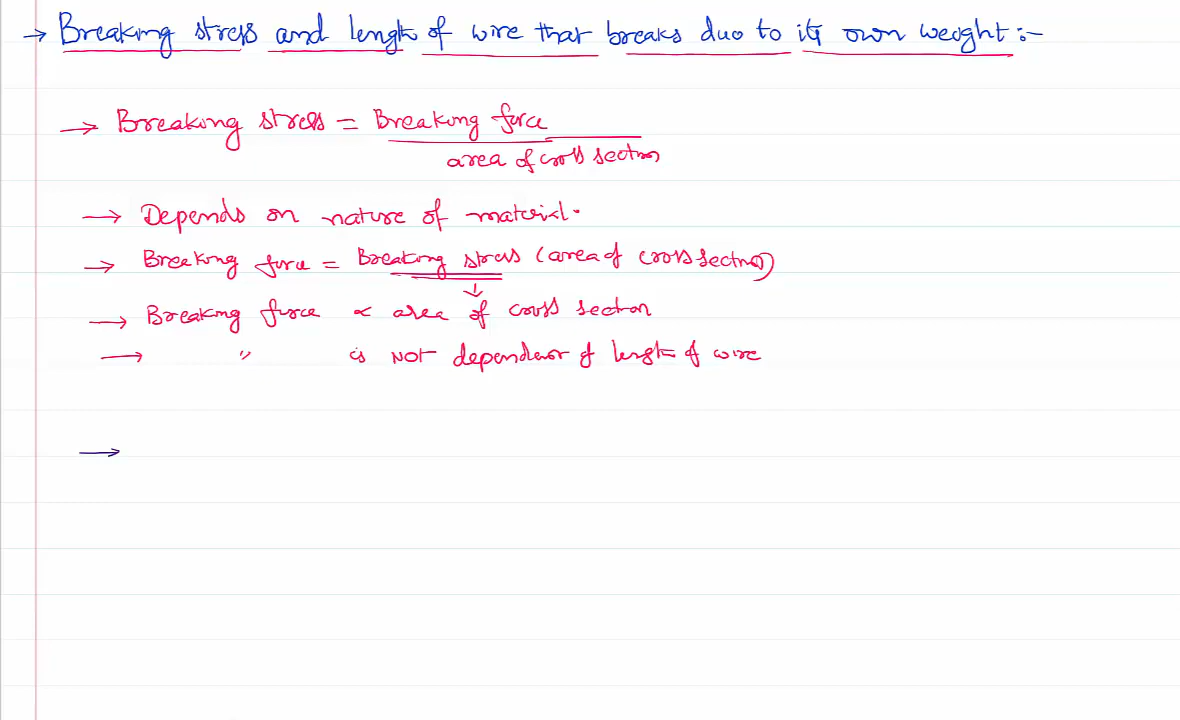 → Breaking stress and length of wire that breaks due to its own weight :-
→ Breaking stress = Breaking force
area of cross section
→ Depends on nature of material.
→ Breaking force = Breaking stress (area of cross section)
↓
→ Breaking force ∝ area of cross section
→ " is NOT dependent of length of wire
→